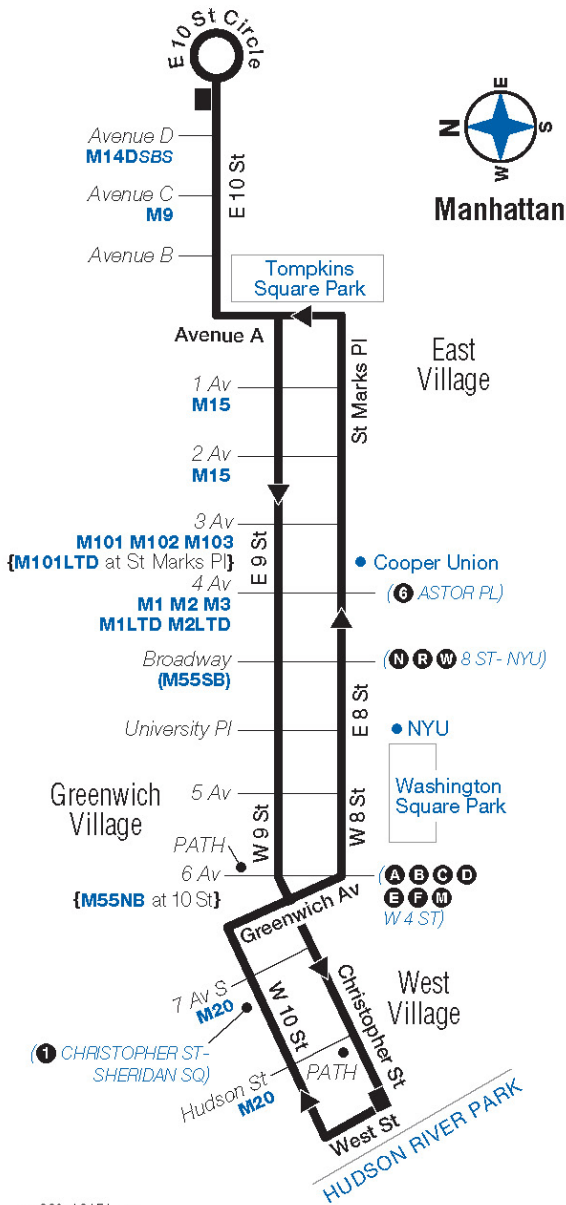 E 10 St Circle
E
N
S
W
Manhattan
Avenue D
M14DSBS
E 10 St
Avenue C
M9
Avenue B
Tompkins
Square Park
Avenue A
St Marks Pl
East
Village
1 Av
M15
2 Av
M15
3 Av
M101 M102 M103
{M101LTD at St Marks Pl}
E 9 St
Cooper Union
4 Av
M1 M2 M3
M1LTD M2LTD
(6 ASTOR PL)
Broadway
(M55SB)
(N R W 8 ST- NYU)
University Pl
E 8 St
NYU
Washington
Square Park
Greenwich
Village
5 Av
W 9 St
W 8 St
PATH
6 Av
{M55NB at 10 St}
(A B C D
E F M
W 4 ST)
Greenwich Av
7 Av S
M20
W 10 St
Christopher St
West
Village
(1 CHRISTOPHER ST-
SHERIDAN SQ)
Hudson St
M20
PATH
West St
HUDSON RIVER PARK